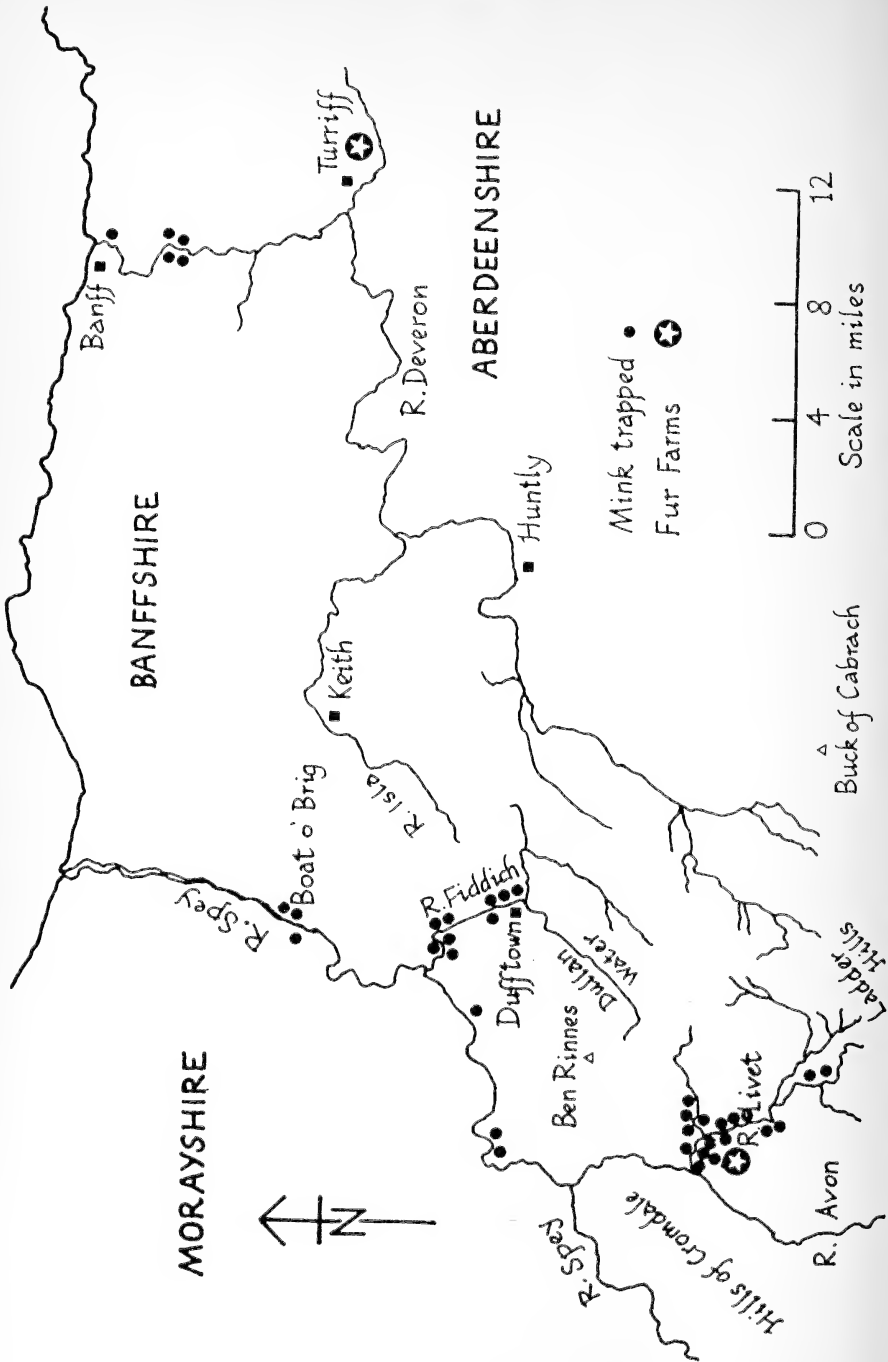 MORAYSHIRE
BANFFSHIRE
ABERDEENSHIRE
N
Banff
Turriff
R. Deveron
Huntly
Keith
R. Isla
Boat o' Brig
R. Spey
R. Fiddich
Dufftown
Dullan
Water
Ben Rinnes
R. Livet
Ladder
Hills
Buck of Cabrach
R. Spey
Hills of Cromdale
R. Avon
Mink trapped
Fur Farms
0 4 8 12
Scale in miles